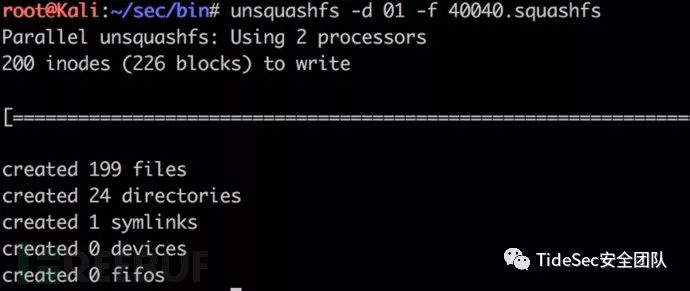 root@Kali:~/sec/bin# unsquashfs -d 01 -f 40040.squashfs
Parallel unsquashfs: Using 2 processors
200 inodes (226 blocks) to write
[===============================================================
created 199 files
created 24 directories
created 1 symlinks
created 0 devices
created 0 fifos
REEBUF
TideSec安全团队